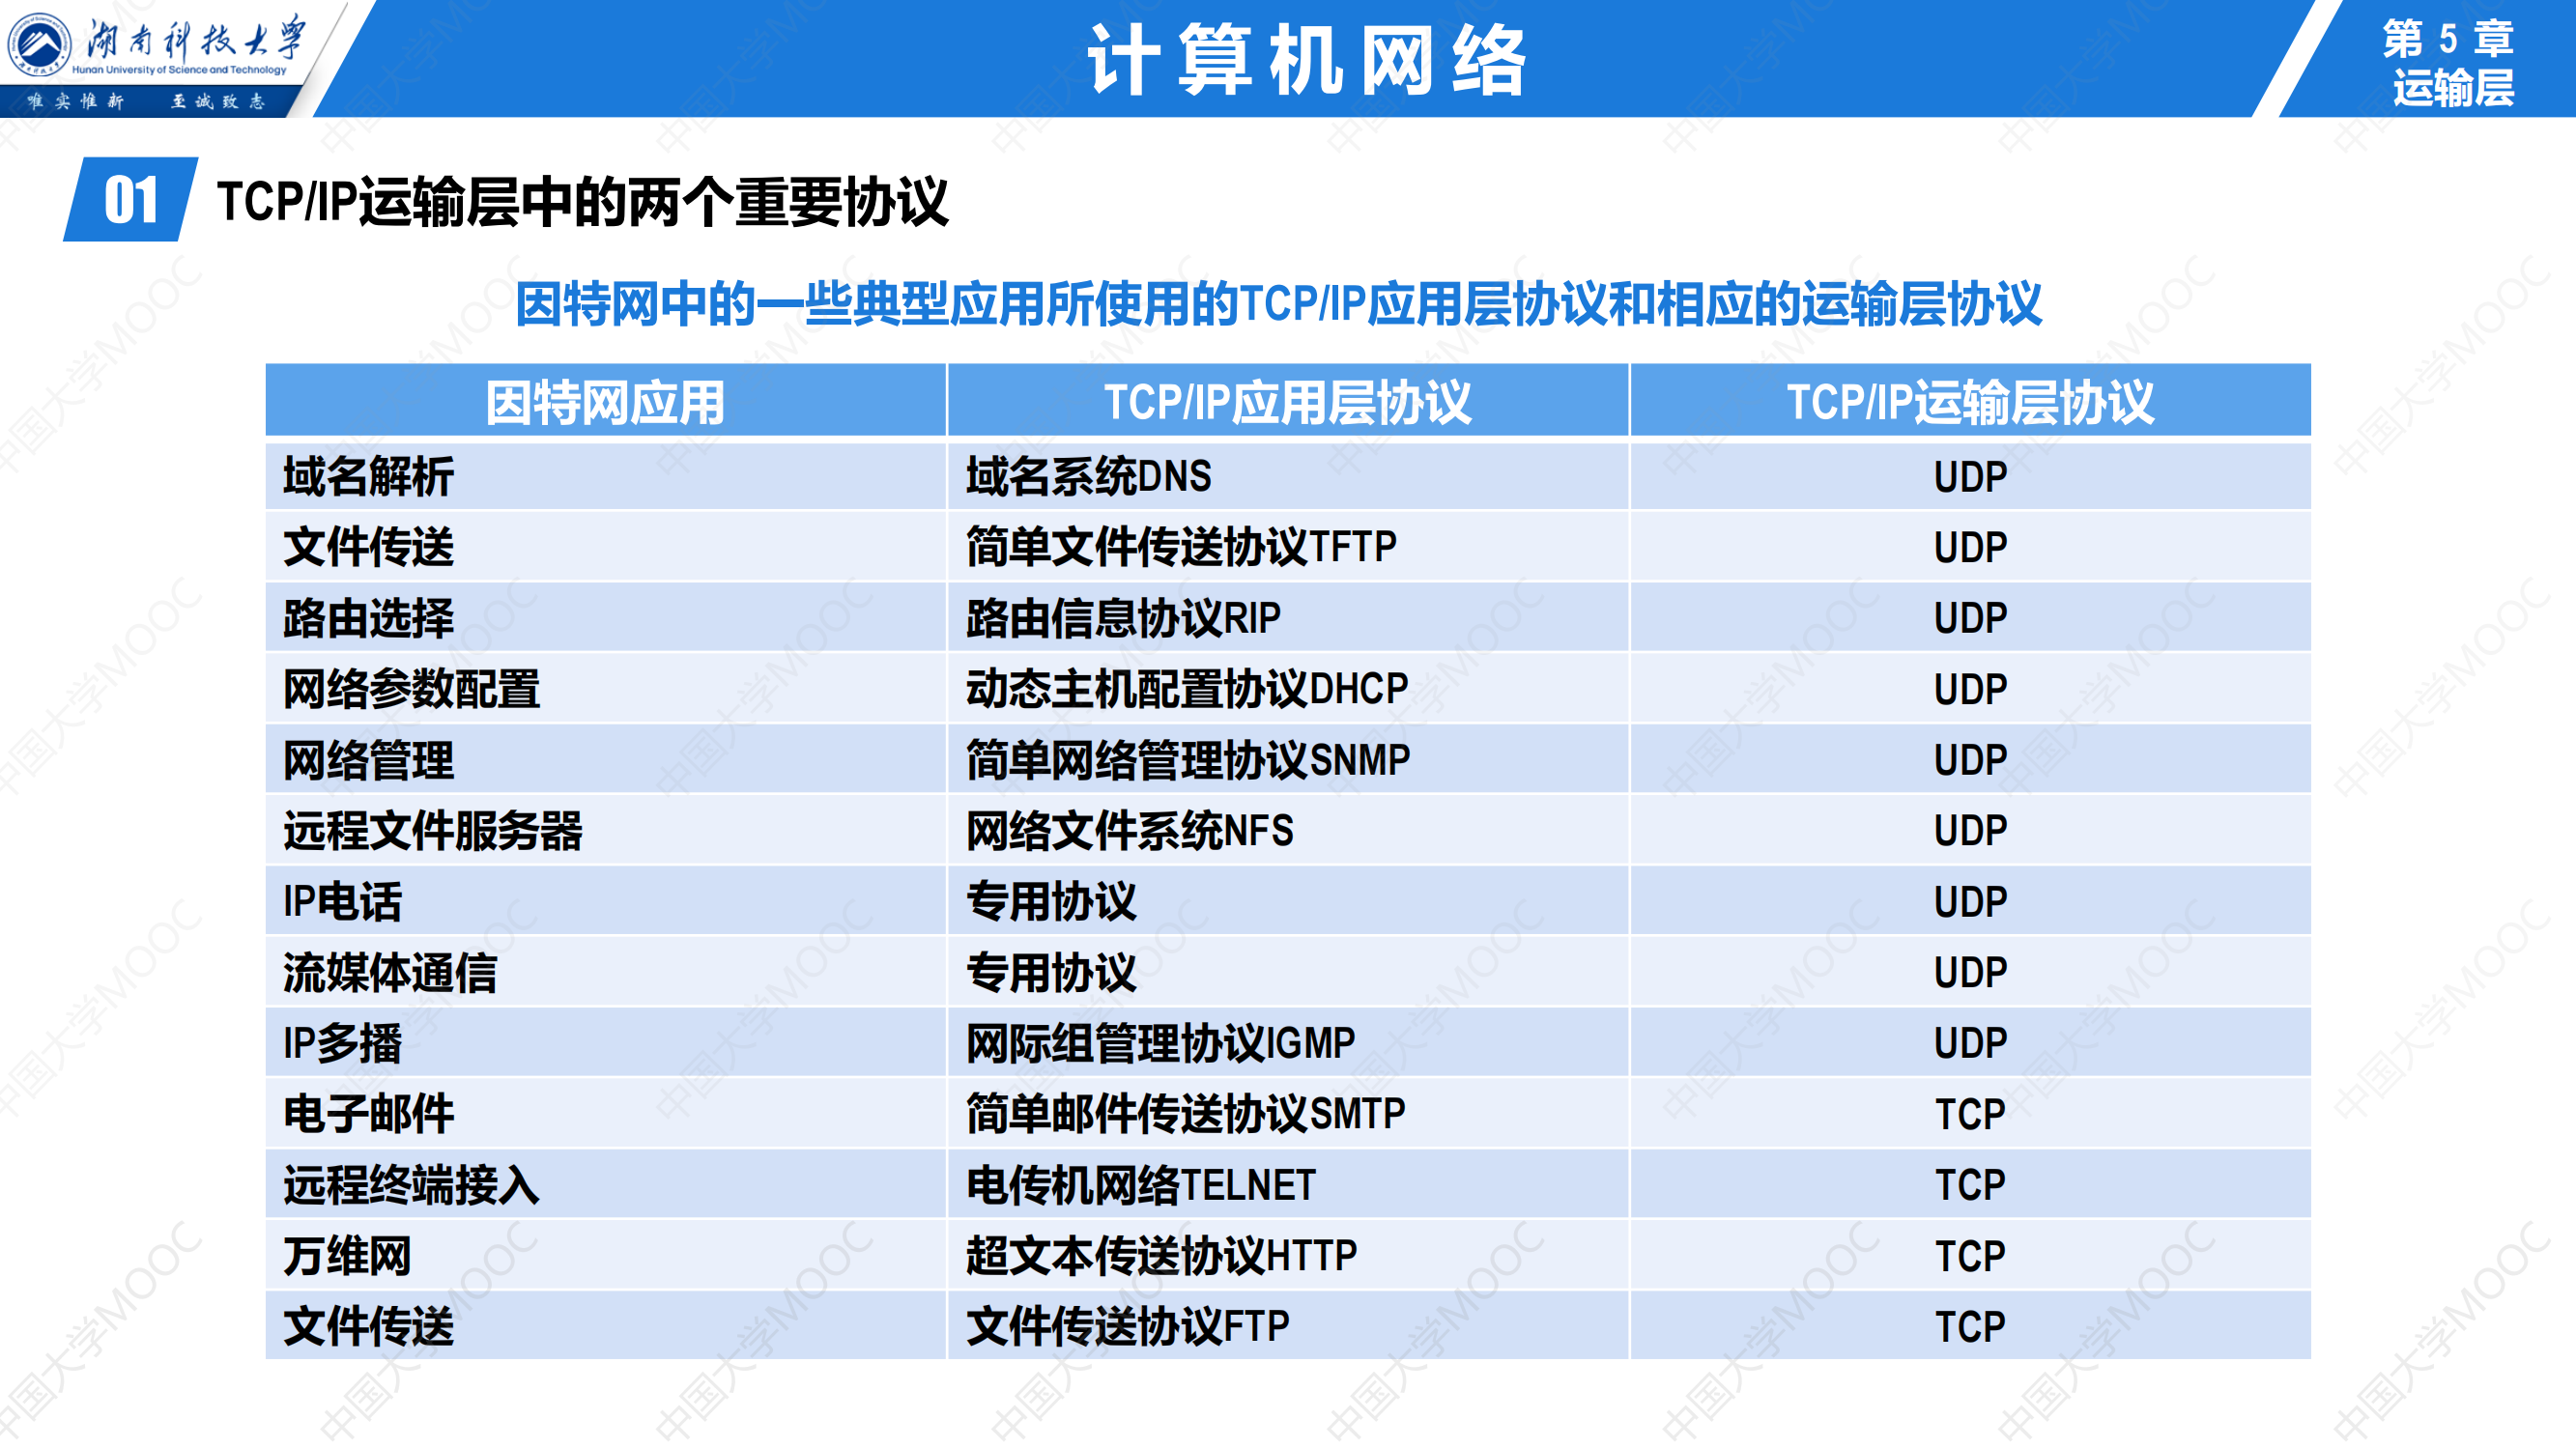 湖南科技大学
Hunan University of Science and Technology
唯实惟新 至诚致志
计算机网络
第 5 章
运输层
01 TCP/IP运输层中的两个重要协议
因特网中的一些典型应用所使用的TCP/IP应用层协议和相应的运输层协议
因特网应用 TCP/IP应用层协议 TCP/IP运输层协议
域名解析 域名系统DNS UDP
文件传送 简单文件传送协议TFTP UDP
路由选择 路由信息协议RIP UDP
网络参数配置 动态主机配置协议DHCP UDP
网络管理 简单网络管理协议SNMP UDP
远程文件服务器 网络文件系统NFS UDP
IP电话 专用协议 UDP
流媒体通信 专用协议 UDP
IP多播 网际组管理协议IGMP UDP
电子邮件 简单邮件传送协议SMTP TCP
远程终端接入 电传机网络TELNET TCP
万维网 超文本传送协议HTTP TCP
文件传送 文件传送协议FTP TCP
中国大学MOOC